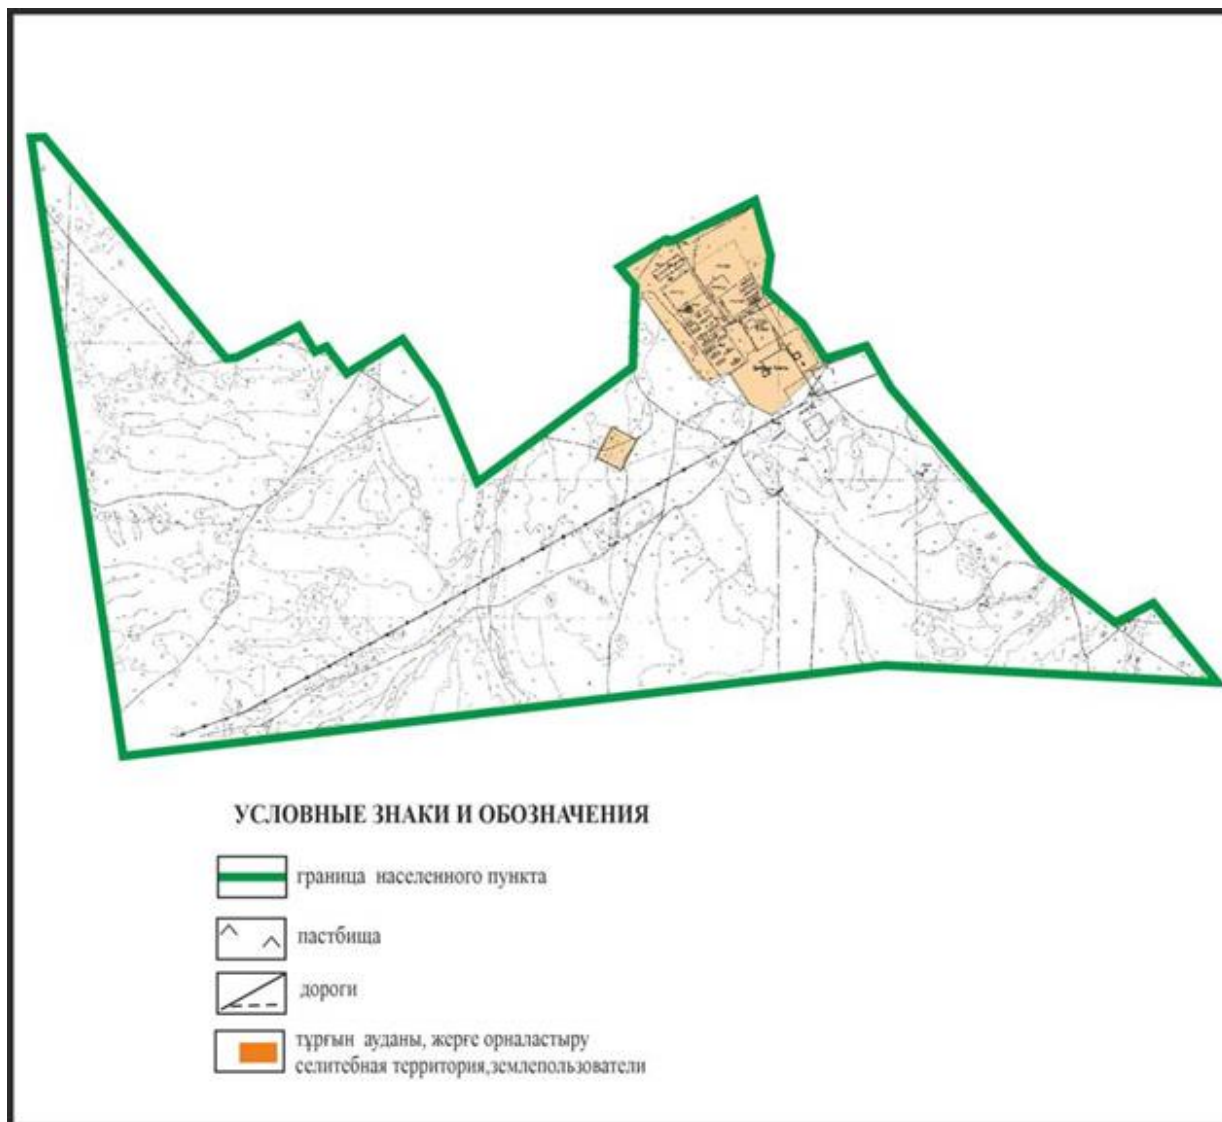 УСЛОВНЫЕ ЗНАКИ И ОБОЗНАЧЕНИЯ
граница населенного пункта
пастбища
дороги
тұрғын ауданы, жерге орналастыру
селитебная территория,землепользователи